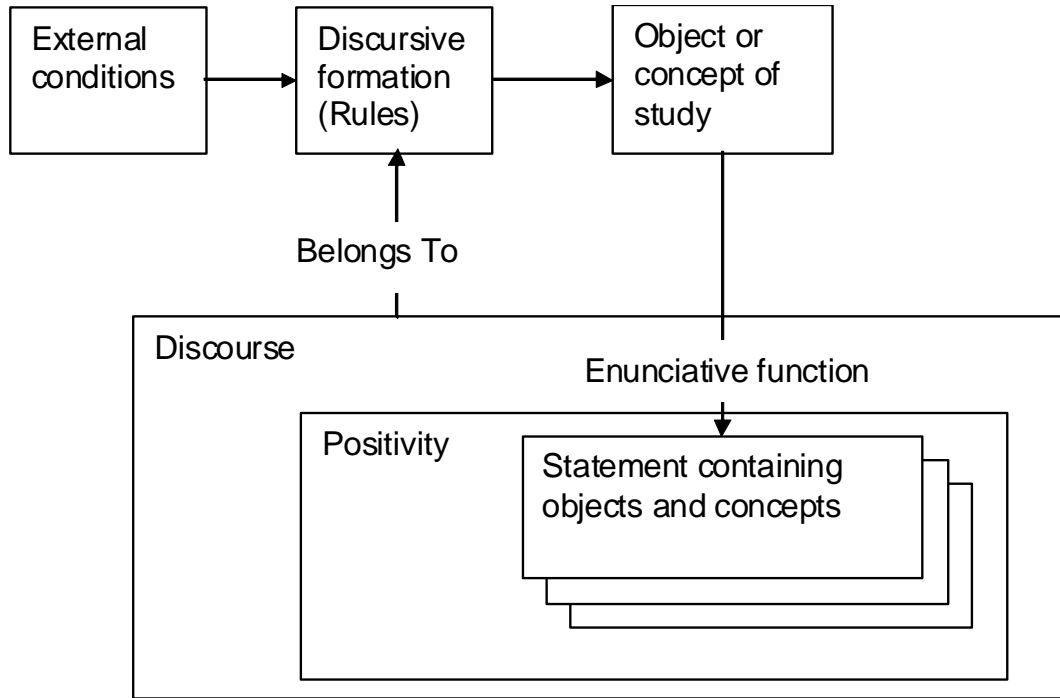 External
conditions
Discursive
formation
(Rules)
Object or
concept of
study
Belongs To
Discourse
Enunciative function
Positivity
Statement containing
objects and concepts